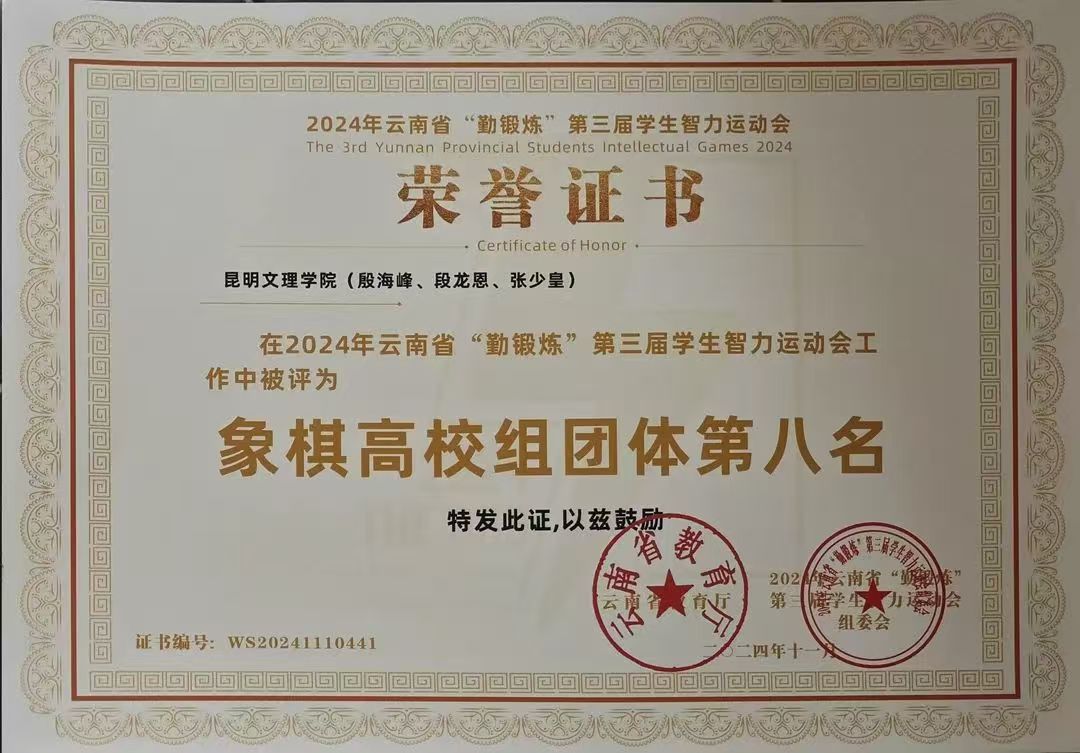 2024年云南省“勤锻炼”第三届学生智力运动会
The 3rd Yunnan Provincial Students Intellectual Games 2024
荣誉证书
Certificate of Honor
昆明文理学院（殷海峰、段龙恩、张少皇）
在2024年云南省“勤锻炼”第三届学生智力运动会工
作中被评为
象棋高校组团体第八名
特发此证,以兹鼓励
云南省教育厅
云南省教育厅
2024年云南省“勤锻炼”
第三届学生智力运动会
组委会
证书编号：WS20241110441
二〇二四年十一月